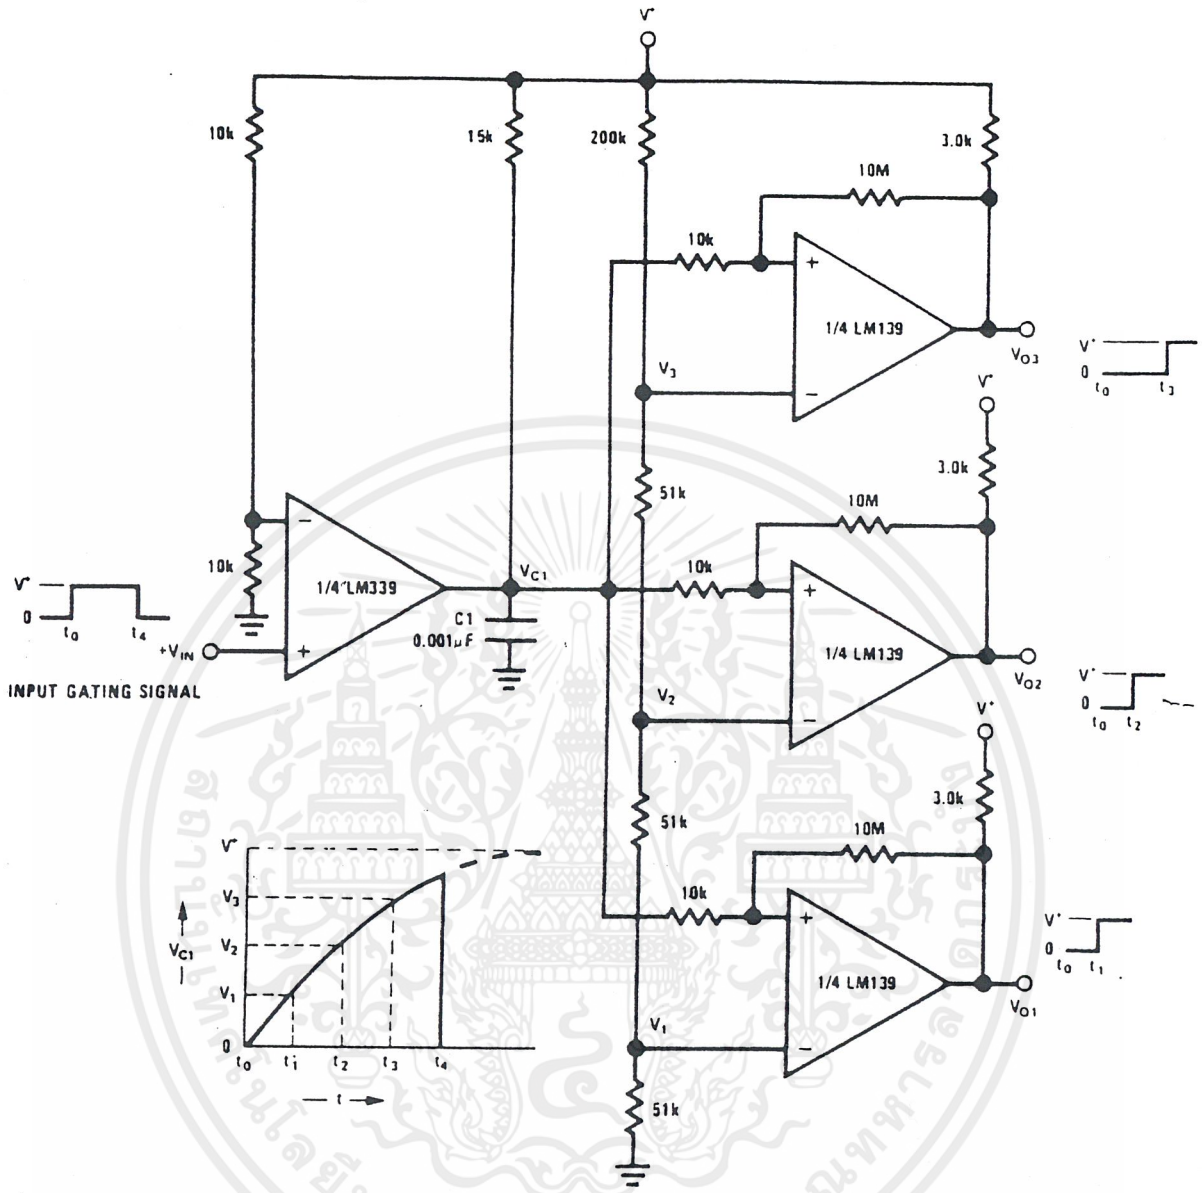 V+
10k
15k
200k
3.0k
10M
10k
+
1/4 LM139
−
V3
VO3
V+
0
t0
t3
V+
3.0k
51k
10M
10k
+
1/4 LM139
−
V2
VO2
V+
0
t0
t2
−
10k
1/4 LM339
+
VC1
C1
0.001μF
V+
0
t0
t4
+VIN
INPUT GATING SIGNAL
V+
3.0k
51k
10M
10k
+
1/4 LM139
−
V1
VO1
V+
0
t0
t1
51k
V+
V3
V2
V1
0
VC1
t0
t1
t2
t3
t4
t